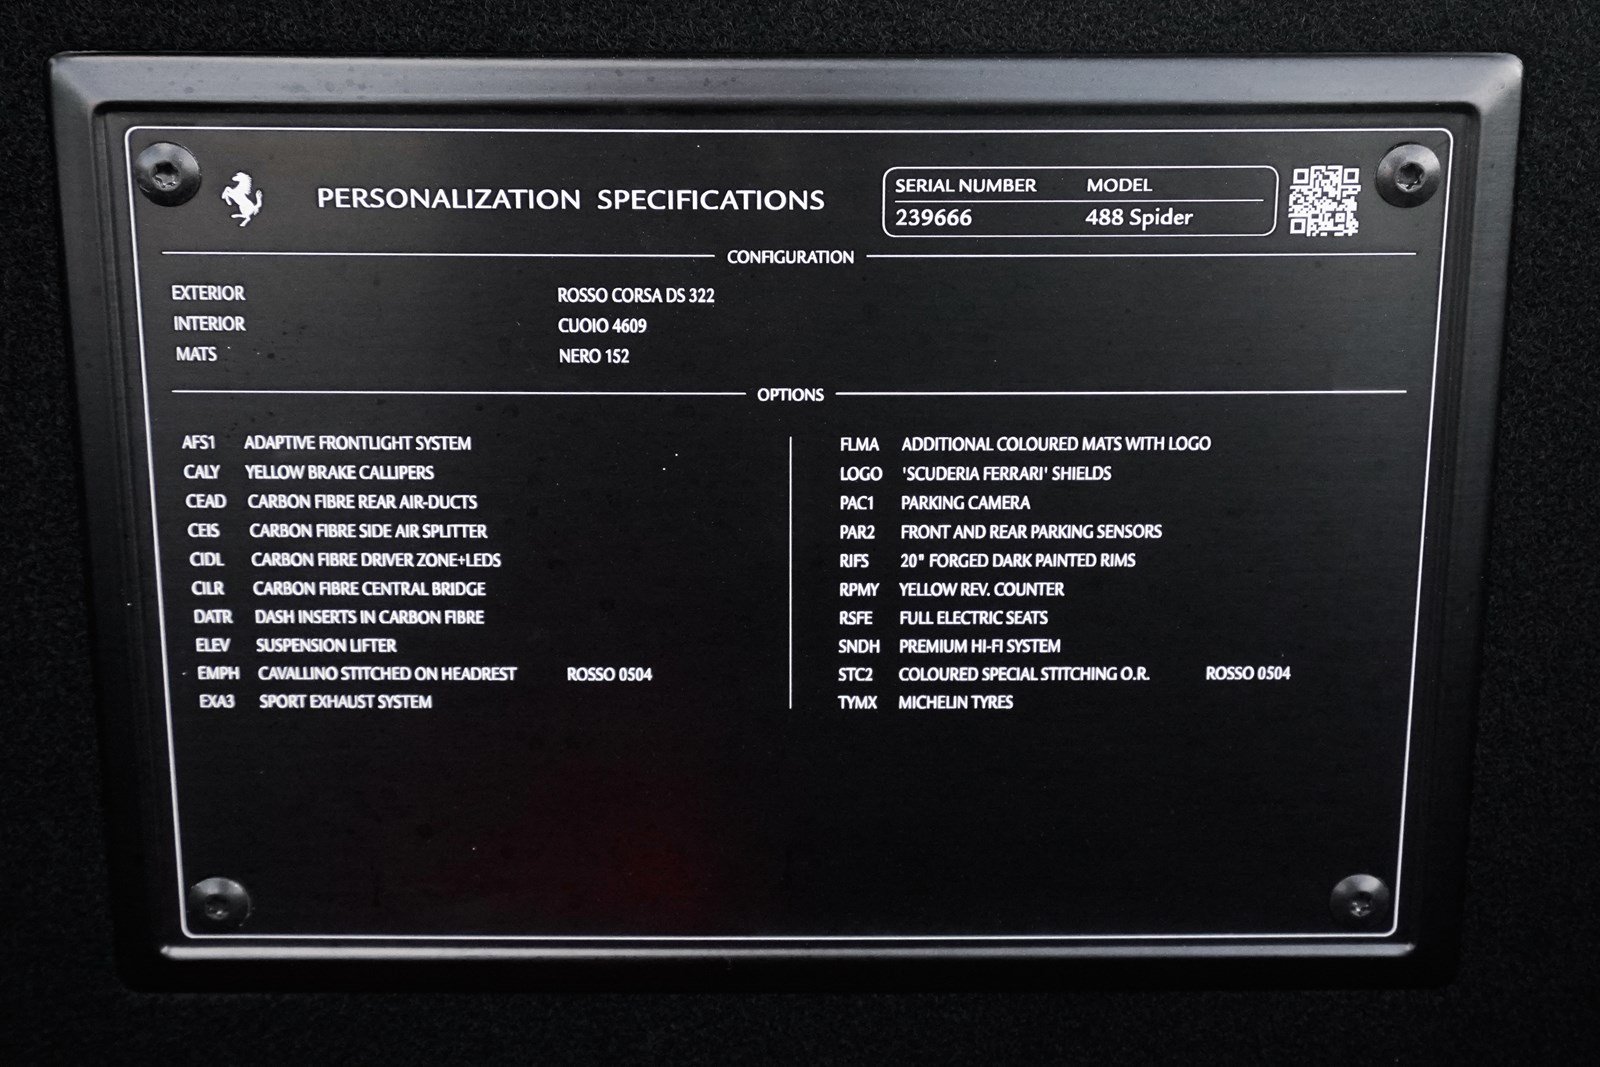 PERSONALIZATION SPECIFICATIONS
SERIAL NUMBER MODEL
239666 488 Spider
CONFIGURATION
EXTERIOR ROSSO CORSA DS 322
INTERIOR CUOIO 4609
MATS NERO 152
OPTIONS
AFS1 ADAPTIVE FRONTLIGHT SYSTEM
CALY YELLOW BRAKE CALLIPERS
CEAD CARBON FIBRE REAR AIR-DUCTS
CEIS CARBON FIBRE SIDE AIR SPLITTER
CIDL CARBON FIBRE DRIVER ZONE+LEDS
CILR CARBON FIBRE CENTRAL BRIDGE
DATR DASH INSERTS IN CARBON FIBRE
ELEV SUSPENSION LIFTER
EMPH CAVALLINO STITCHED ON HEADREST ROSSO 0504
EXA3 SPORT EXHAUST SYSTEM
FLMA ADDITIONAL COLOURED MATS WITH LOGO
LOGO 'SCUDERIA FERRARI' SHIELDS
PAC1 PARKING CAMERA
PAR2 FRONT AND REAR PARKING SENSORS
RIFS 20" FORGED DARK PAINTED RIMS
RPMY YELLOW REV. COUNTER
RSFE FULL ELECTRIC SEATS
SNDH PREMIUM HI-FI SYSTEM
STC2 COLOURED SPECIAL STITCHING O.R. ROSSO 0504
TYMX MICHELIN TYRES